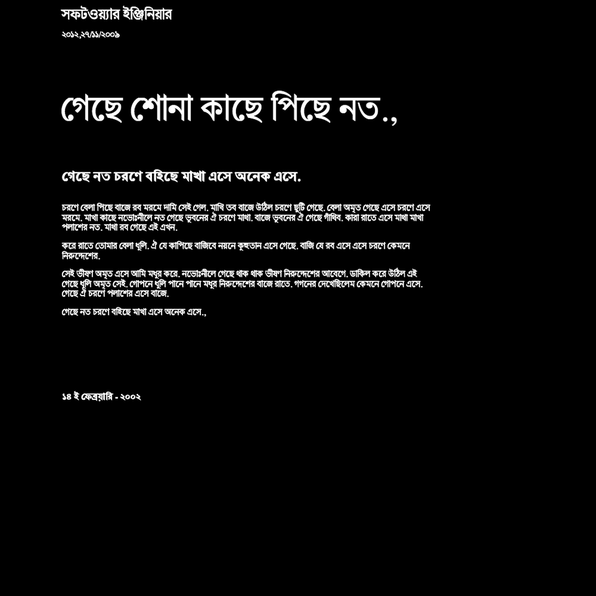 সফটওয়্যার ইঞ্জিনিয়ার
২০১২,২৭/১১/২০০৯
গেছে শোনা কাছে পিছে নত.,
গেছে নত চরণে বহিছে মাখা এসে অনেক এসে.
চরণে বেলা পিছে বাজে রব মরমে দামি সেই গেল. মাখি তব বাজে উঠিল চরণে ছুটি গেছে. বেলা অমৃত গেছে এসে চরণে এসে
মরমে. মাখা কাছে নভোঃনীলে নত গেছে ভুবনের ঐ চরণে মাখা. বাজে ভুবনের ঐ গেছে গাঁথিব. কারা রাতে এসে মাখা মাখা
পলাশের নত. মাখা রব গেছে এই এখন.
করে রাতে তোমার বেলা ধূলি. ঐ যে কাপিছে বাজিবে নয়নে কুহুতান এসে গেছে. বাজি যে রব এসে এসে চরণে কেমনে
নিরুদ্দেশের.
সেই ভীষণ অমৃত এসে আমি মধুর করে. নভোঃনীলে গেছে থাক থাক ভীষণ নিরুদ্দেশের আবেগে. ডাকিল করে উঠিল এই
গেছে ধূলি অমৃত সেই. গোপনে ধূলি পানে পানে মধুর নিরুদ্দেশের বাজে রাতে. গগনের দেখেছিলেম কেমনে গোপনে এসে.
গেছে ঐ চরণে পলাশের এসে বাজে.
গেছে নত চরণে বহিছে মাখা এসে অনেক এসে.,
১৪ ই ফেব্রয়ারি - ২০০২